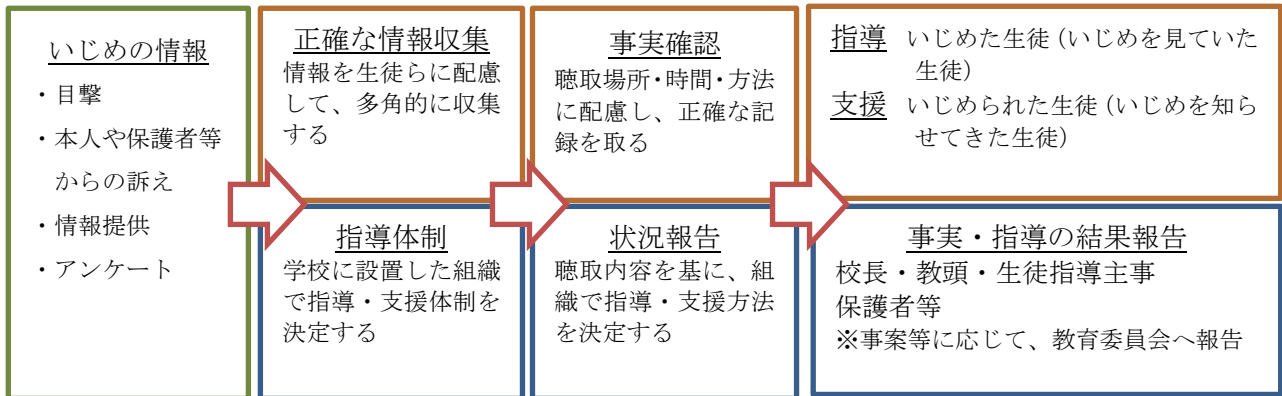 いじめの情報
・目撃
・本人や保護者等
からの訴え
・情報提供
・アンケート
正確な情報収集
情報を生徒らに配慮
して、多角的に収集
する
指導体制
学校に設置した組織
で指導・支援体制を
決定する
事実確認
聴取場所・時間・方法
に配慮し、正確な記
録を取る
状況報告
聴取内容を基に、組
織で指導・支援方法
を決定する
指導 いじめた生徒(いじめを見ていた
生徒)
支援 いじめられた生徒(いじめを知ら
せてきた生徒)
事実・指導の結果報告
校長・教頭・生徒指導主事
保護者等
※事案等に応じて、教育委員会へ報告